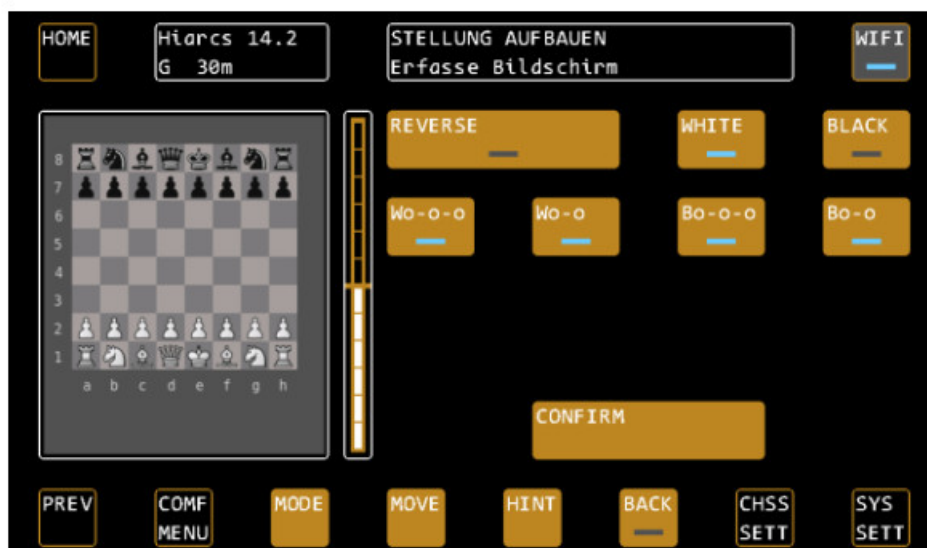 HOME
Hiarcs 14.2
G 30m
STELLUNG AUFBAUEN
Erfasse Bildschirm
WIFI
REVERSE
WHITE
BLACK
Wo-o-o
Wo-o
Bo-o-o
Bo-o
8
7
6
5
4
3
2
1
a b c d e f g h
CONFIRM
PREV
COMF
MENU
MODE
MOVE
HINT
BACK
CHSS
SETT
SYS
SETT